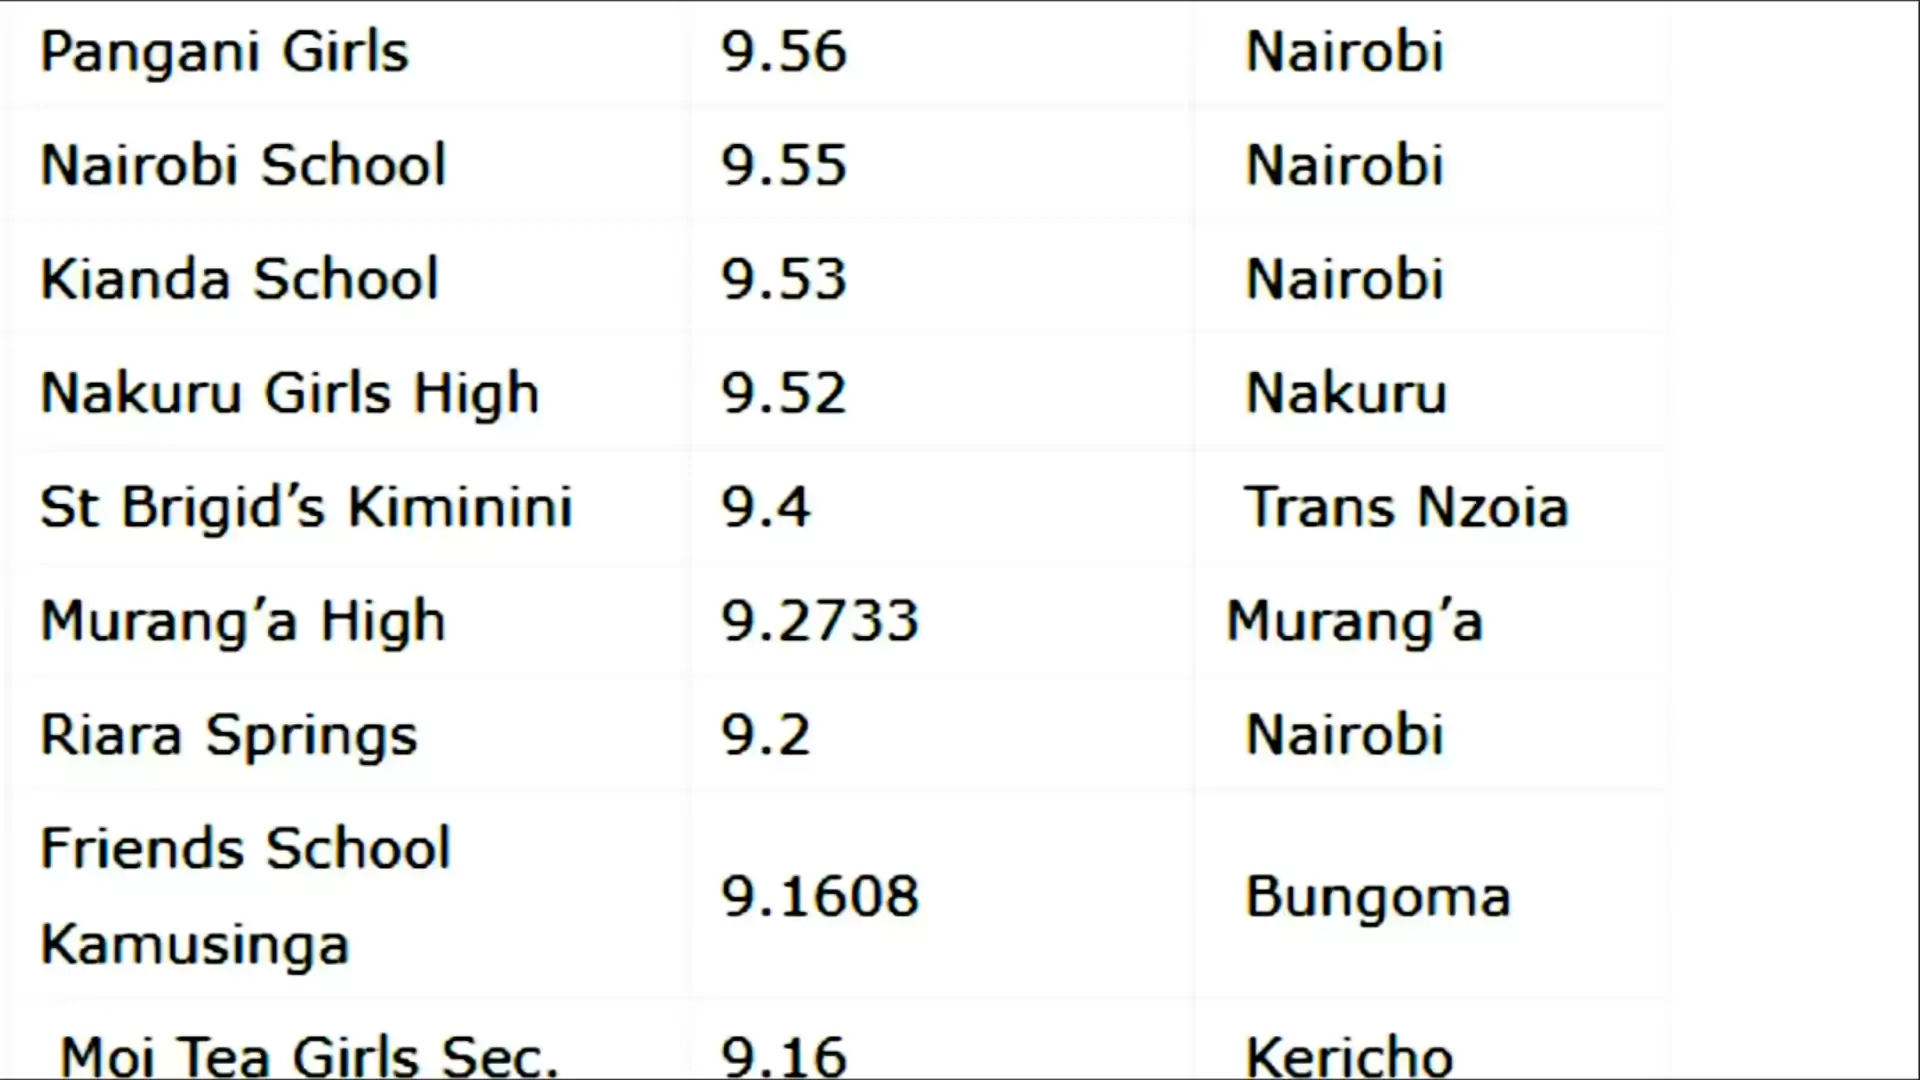 Pangani Girls 9.56 Nairobi
Nairobi School 9.55 Nairobi
Kianda School 9.53 Nairobi
Nakuru Girls High 9.52 Nakuru
St Brigid’s Kiminini 9.4 Trans Nzoia
Murang’a High 9.2733 Murang’a
Riara Springs 9.2 Nairobi
Friends School
Kamusinga 9.1608 Bungoma
Moi Tea Girls Sec. 9.16 Kericho